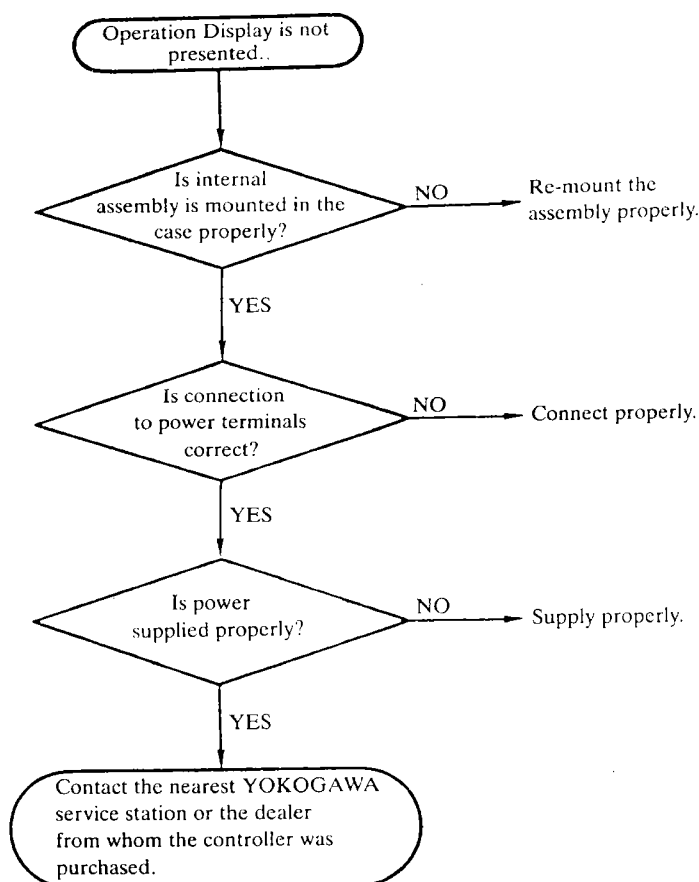 Operation Display is not
presented..
Is internal
assembly is mounted in the
case properly?
NO
Re-mount the
assembly properly.
YES
Is connection
to power terminals
correct?
NO
Connect properly.
YES
Is power
supplied properly?
NO
Supply properly.
YES
Contact the nearest YOKOGAWA
service station or the dealer
from whom the controller was
purchased.